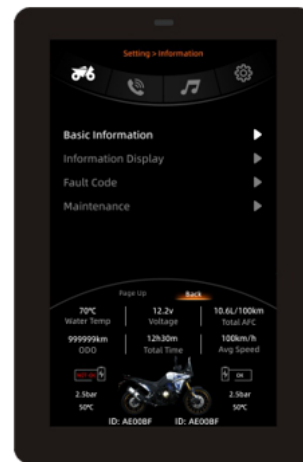 Setting > Information
Basic Information
Information Display
Fault Code
Maintenance
Page Up Back
70℃ 12.2v 10.6L/100km
Water Temp Voltage Total AFC
999999km 12h30m 100km/h
ODO Total Time Avg Speed
NOT OK OK
2.5bar 2.5bar
50℃ 50℃
ID: AE00BF ID: AE00BF